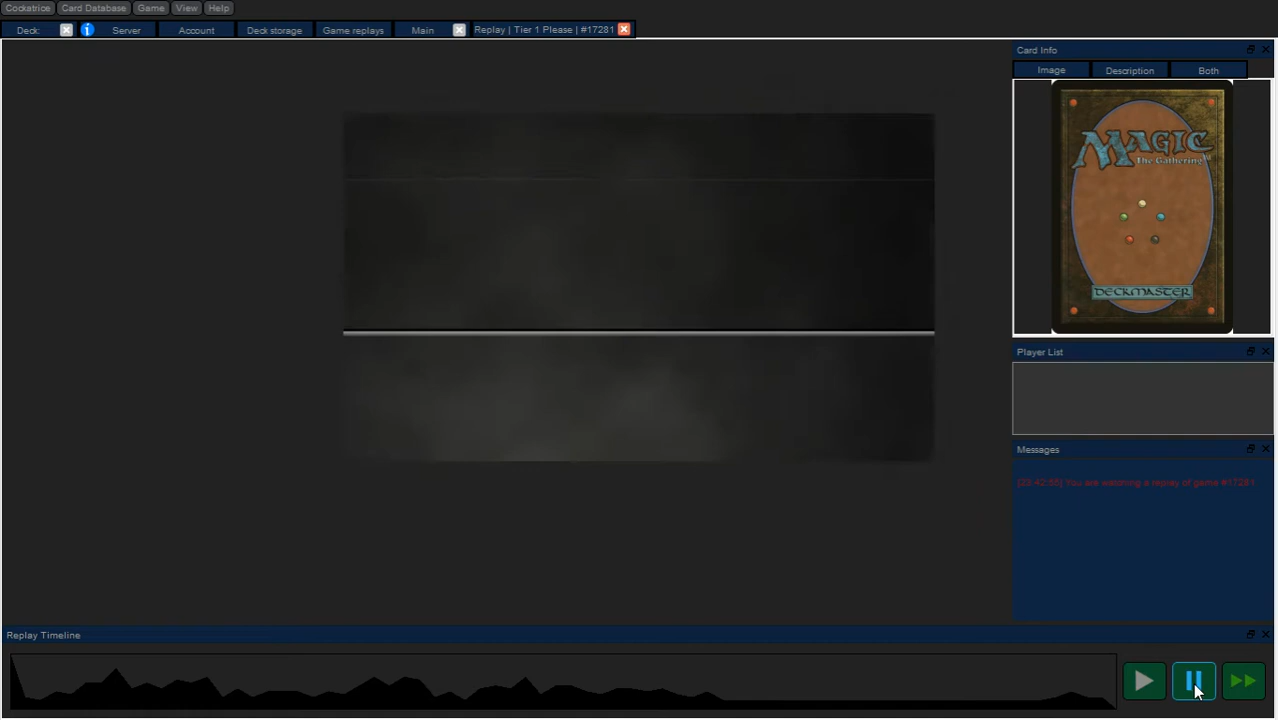 Cockatrice Card Database Game View Help
Deck: Server Account Deck storage Game replays Main Replay | Tier 1 Please | #17281
Card Info
Image Description Both
MAGIC
The Gathering
DECKMASTER
Player List
Messages
[23:42:55] You are watching a replay of game #17281
Replay Timeline